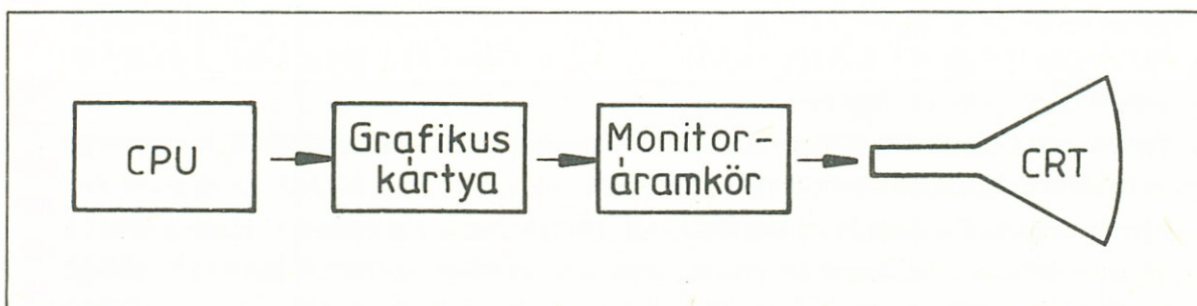 CPU
Grafikus
kártya
Monitor-
áramkör
CRT